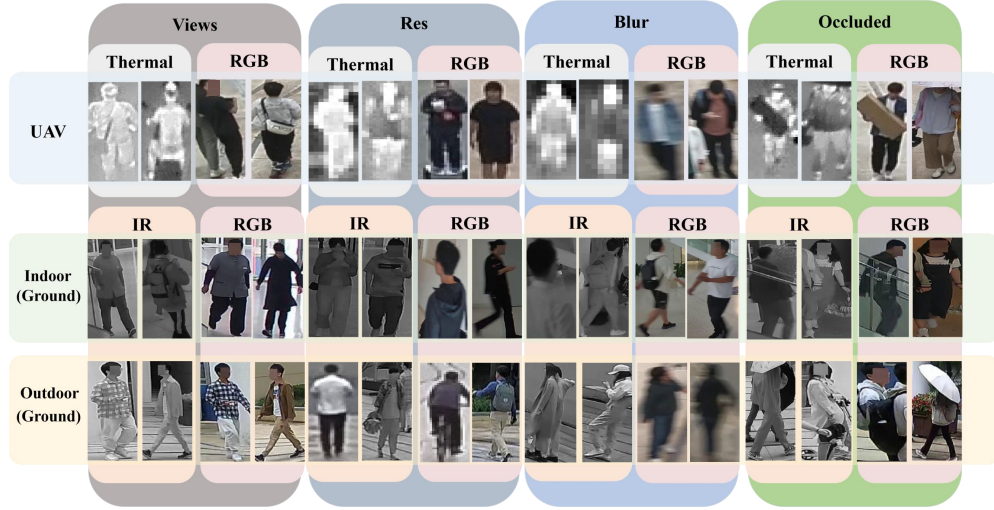 Views
Res
Blur
Occluded
Thermal
RGB
Thermal
RGB
Thermal
RGB
Thermal
RGB
UAV
IR
RGB
IR
RGB
IR
RGB
IR
RGB
Indoor
(Ground)
Outdoor
(Ground)